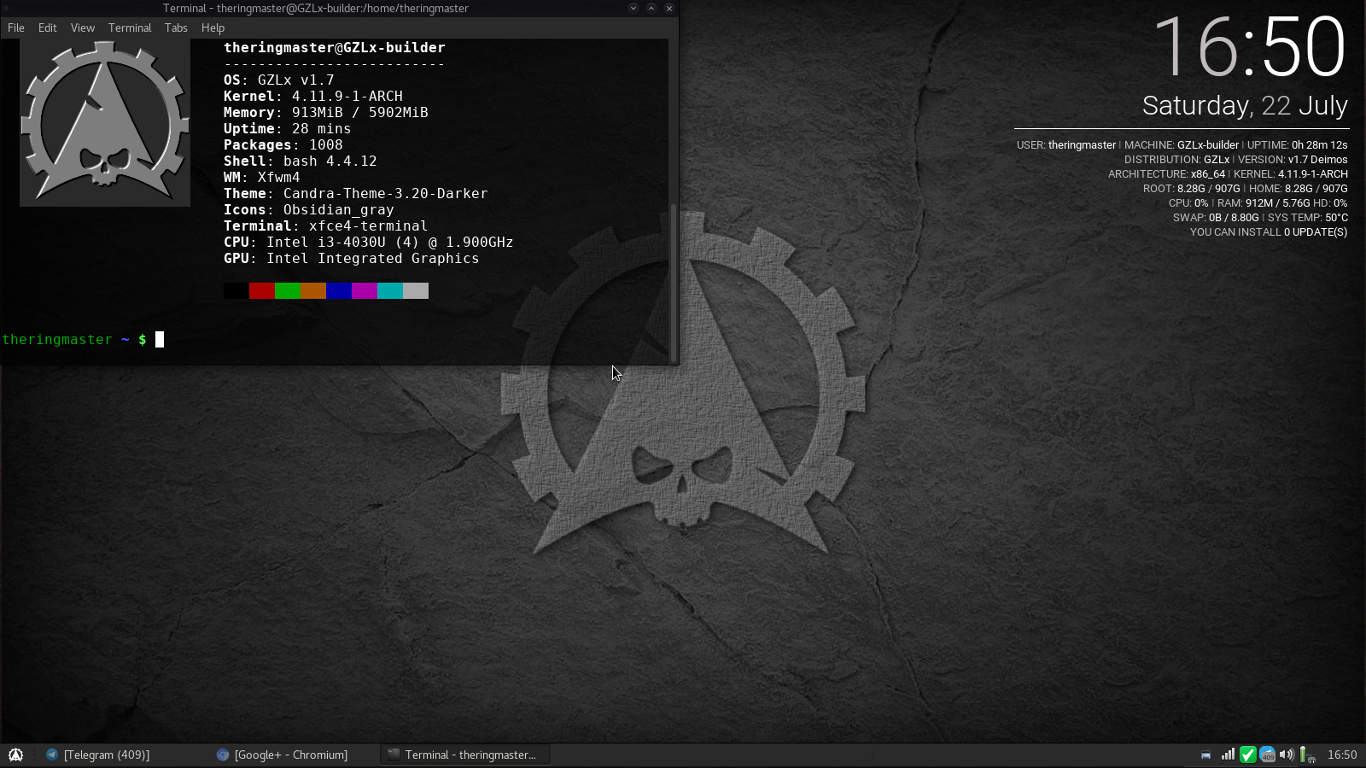 Terminal - theringmaster@GZLx-builder:/home/theringmaster
File Edit View Terminal Tabs Help
theringmaster@GZLx-builder
--------------------------
OS: GZLx v1.7
Kernel: 4.11.9-1-ARCH
Memory: 913MiB / 5902MiB
Uptime: 28 mins
Packages: 1008
Shell: bash 4.4.12
WM: Xfwm4
Theme: Candra-Theme-3.20-Darker
Icons: Obsidian_gray
Terminal: xfce4-terminal
CPU: Intel i3-4030U (4) @ 1.900GHz
GPU: Intel Integrated Graphics
theringmaster ~ $
16:50
Saturday, 22 July
USER: theringmaster | MACHINE: GZLx-builder | UPTIME: 0h 28m 12s
DISTRIBUTION: GZLx | VERSION: v1.7 Deimos
ARCHITECTURE: x86_64 | KERNEL: 4.11.9-1-ARCH
ROOT: 8.28G / 907G | HOME: 8.28G / 907G
CPU: 0% | RAM: 912M / 5.76G HD: 0%
SWAP: 0B / 8.80G | SYS TEMP: 50°C
YOU CAN INSTALL 0 UPDATE(S)
[Telegram (409)] [Google+ - Chromium] Terminal - theringmaster... 409 16:50